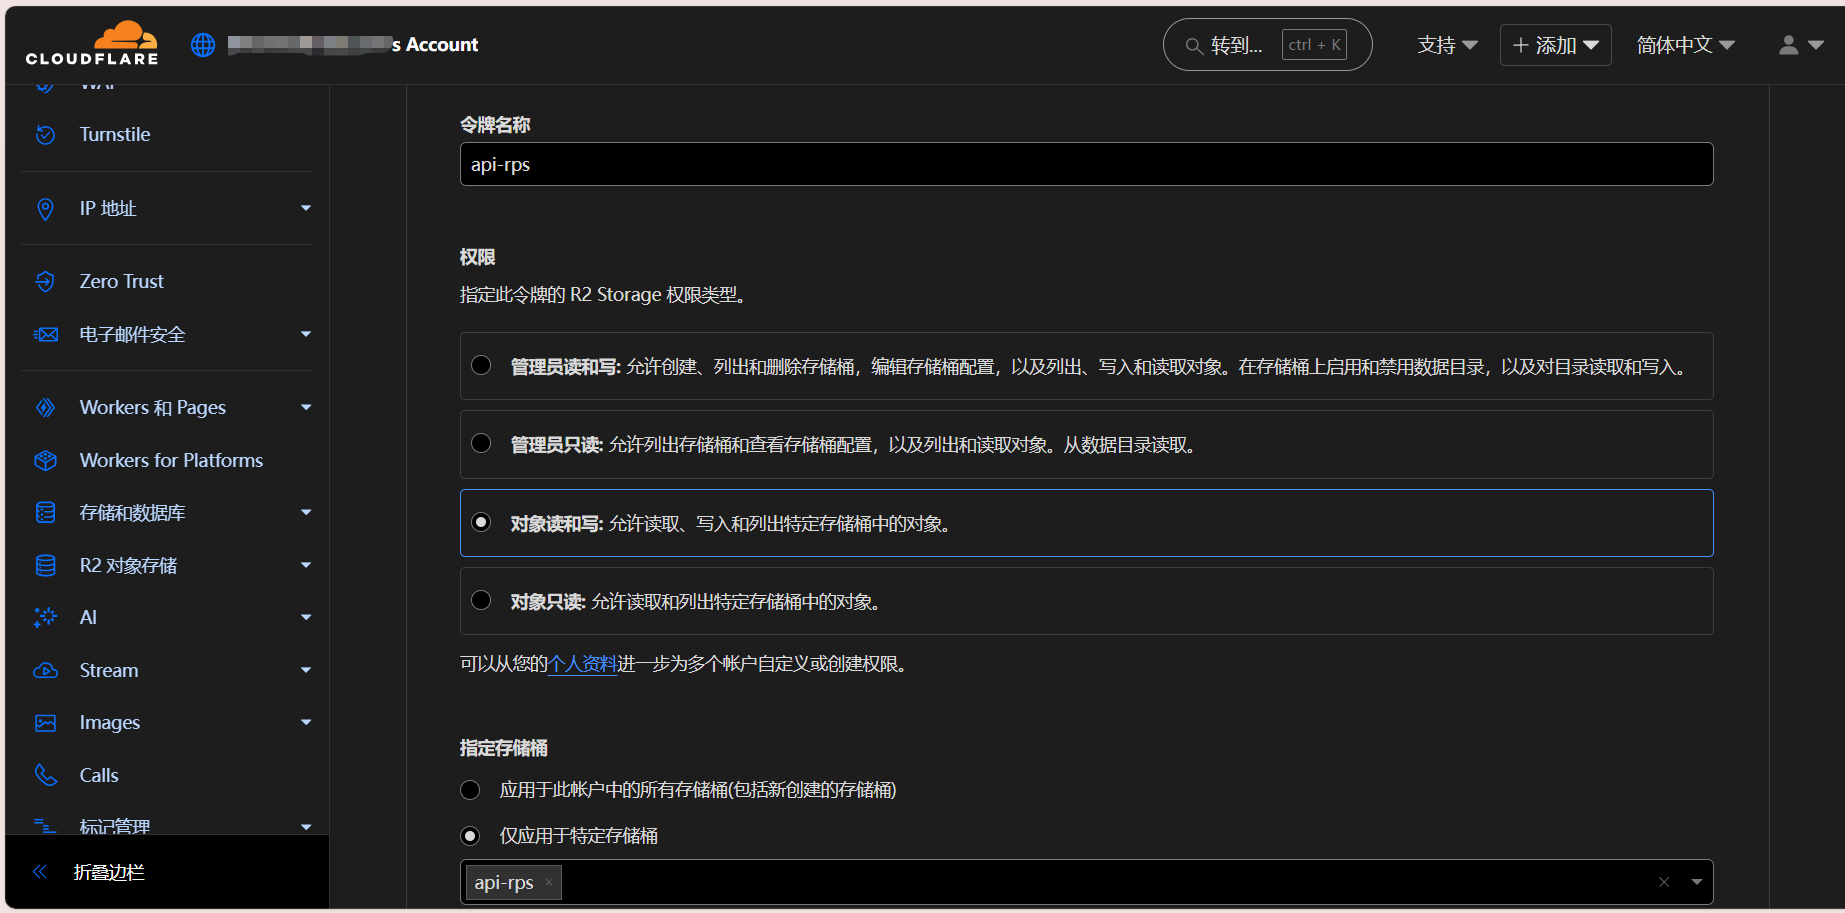 CLOUDFLARE
s Account
转到...
ctrl + K
支持
添加
简体中文
WAF
Turnstile
IP 地址
Zero Trust
电子邮件安全
Workers 和 Pages
Workers for Platforms
存储和数据库
R2 对象存储
AI
Stream
Images
Calls
标记管理
折叠边栏
令牌名称
api-rps
权限
指定此令牌的 R2 Storage 权限类型。
管理员读和写: 允许创建、列出和删除存储桶，编辑存储桶配置，以及列出、写入和读取对象。在存储桶上启用和禁用数据目录，以及对目录读取和写入。
管理员只读: 允许列出存储桶和查看存储桶配置，以及列出和读取对象。从数据目录读取。
对象读和写: 允许读取、写入和列出特定存储桶中的对象。
对象只读: 允许读取和列出特定存储桶中的对象。
可以从您的个人资料进一步为多个帐户自定义或创建权限。
指定存储桶
应用于此帐户中的所有存储桶(包括新创建的存储桶)
仅应用于特定存储桶
api-rps